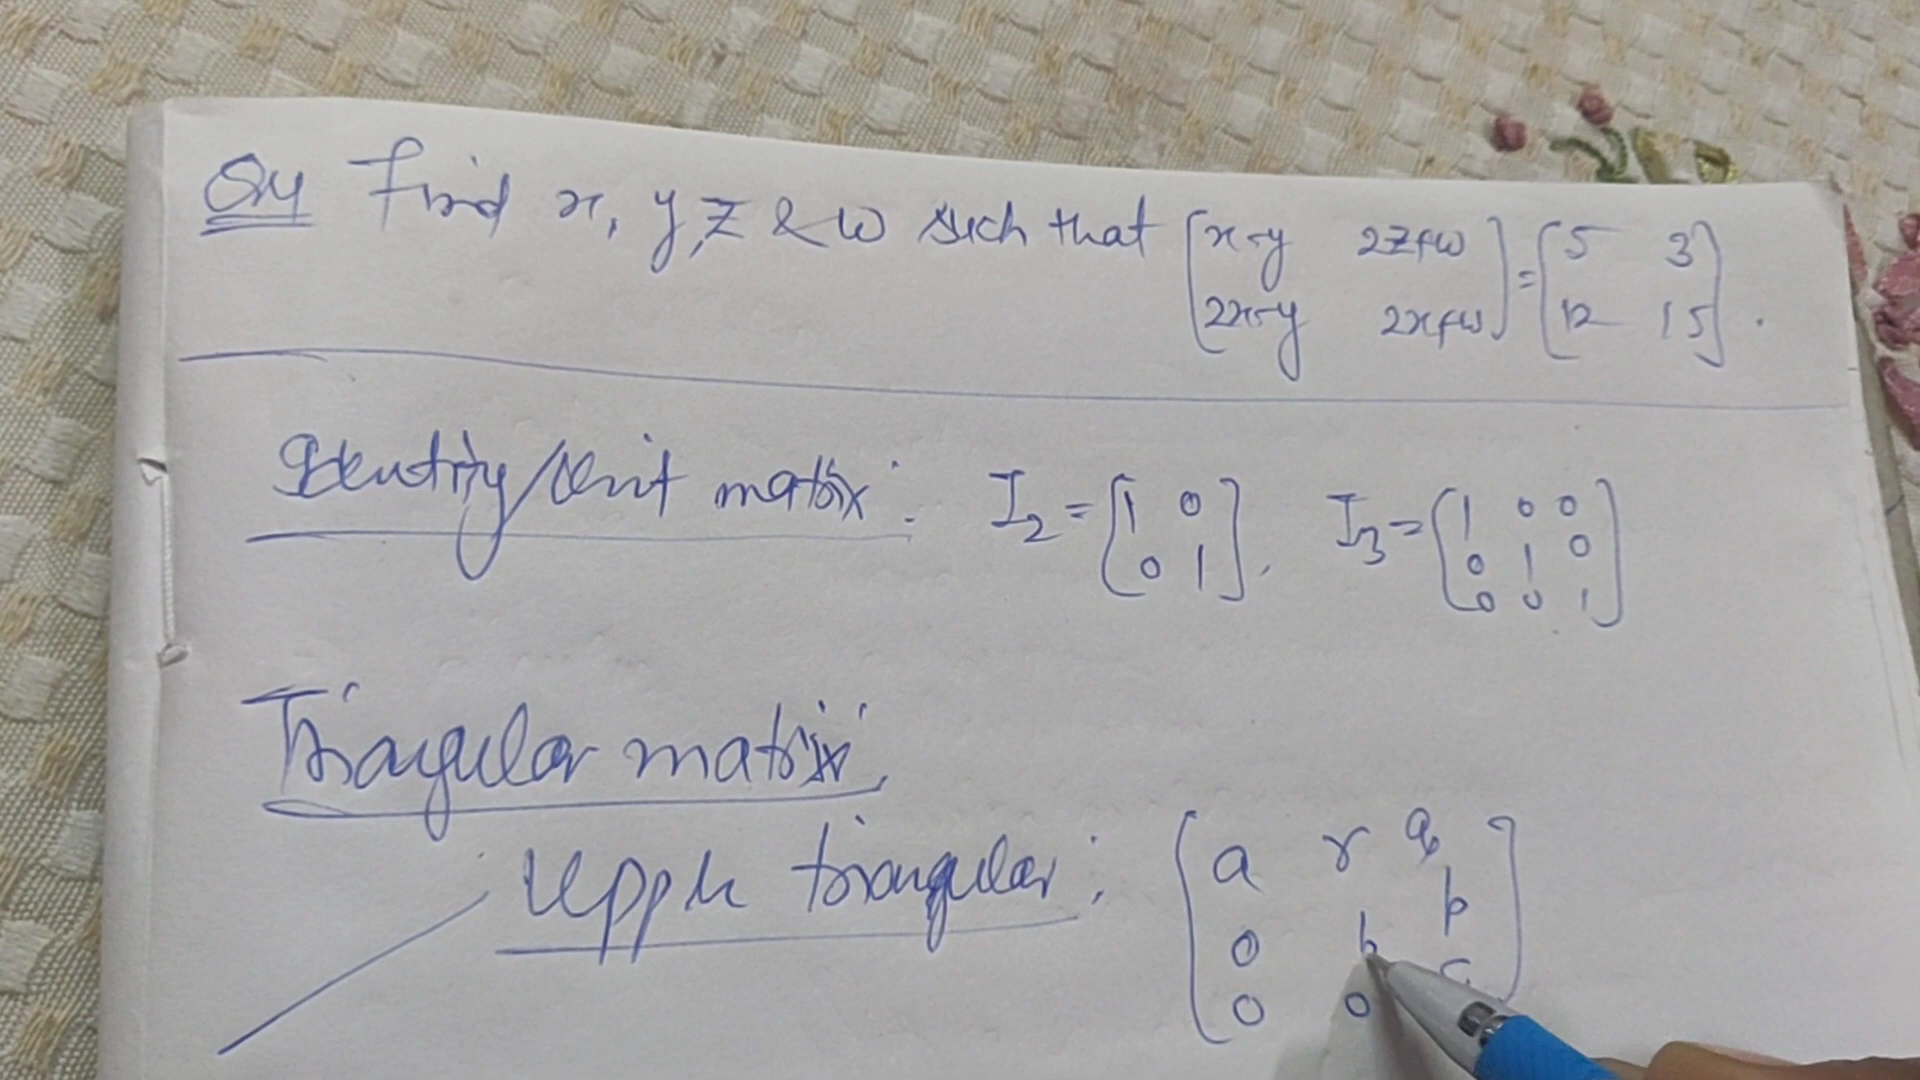 Qu Find x, y, z & w such that [x-y 2z+w] = [5 3]
[2x-y 2x+w] [12 15].
Identity/Unit matrix: I2 = [1 0], I3 = [1 0 0]
[0 1] [0 1 0]
[0 0 1]
Triangular matrix.
Upper triangular: [a r q]
[0 b p]
[0 0 c]